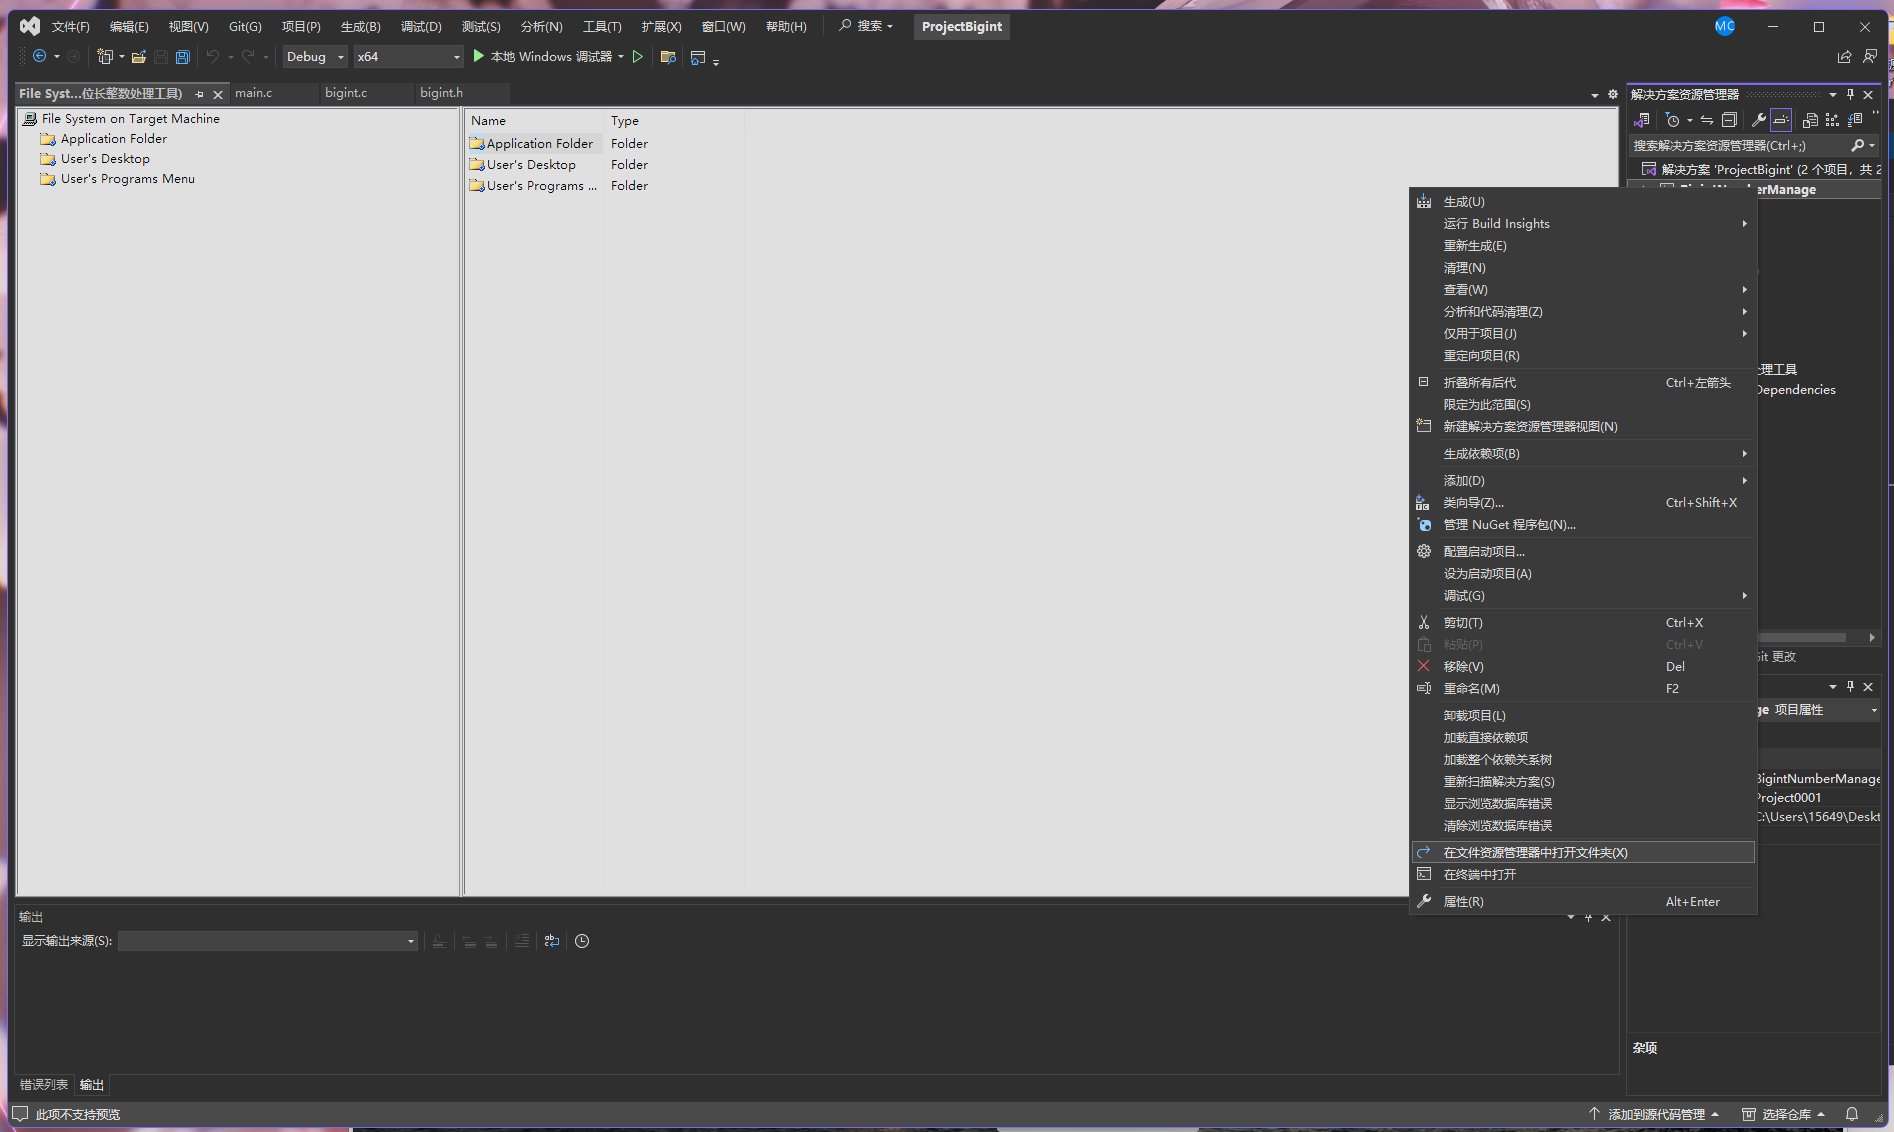 文件(F) 编辑(E) 视图(V) Git(G) 项目(P) 生成(B) 调试(D) 测试(S) 分析(N) 工具(T) 扩展(X) 窗口(W) 帮助(H) 搜索 ProjectBigint MC
Debug x64 本地 Windows 调试器
File Syst...位长整数处理工具) main.c bigint.c bigint.h
File System on Target Machine
Application Folder
User's Desktop
User's Programs Menu
Name Type
Application Folder Folder
User's Desktop Folder
User's Programs ... Folder
解决方案资源管理器
搜索解决方案资源管理器(Ctrl+;)
解决方案 'ProjectBigint' (2 个项目，共 2
erManage
理工具
Dependencies
生成(U)
运行 Build Insights
重新生成(E)
清理(N)
查看(W)
分析和代码清理(Z)
仅用于项目(J)
重定向项目(R)
折叠所有后代 Ctrl+左箭头
限定为此范围(S)
新建解决方案资源管理器视图(N)
生成依赖项(B)
添加(D)
类向导(Z)... Ctrl+Shift+X
管理 NuGet 程序包(N)...
配置启动项目...
设为启动项目(A)
调试(G)
剪切(T) Ctrl+X
粘贴(P) Ctrl+V
移除(V) Del
重命名(M) F2
卸载项目(L)
加载直接依赖项
加载整个依赖关系树
重新扫描解决方案(S)
显示浏览数据库错误
清除浏览数据库错误
在文件资源管理器中打开文件夹(X)
在终端中打开
属性(R) Alt+Enter
Git 更改
ge 项目属性
BigintNumberManage
Project0001
C:\Users\15649\Deskt
杂项
输出
显示输出来源(S):
错误列表 输出
此项不支持预览 添加到源代码管理 选择仓库